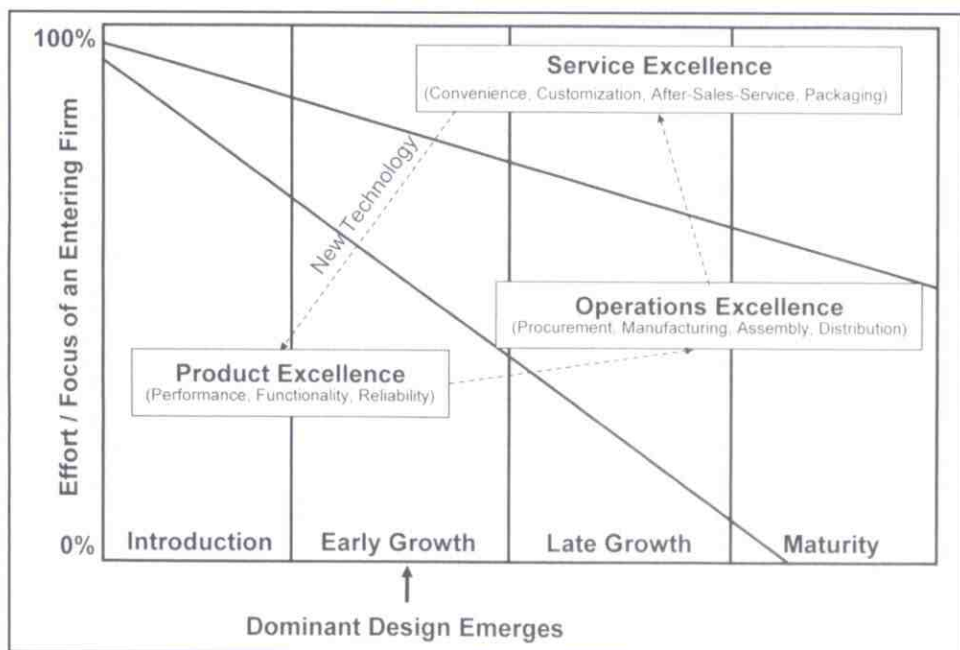 100%
Service Excellence
(Convenience, Customization, After-Sales-Service, Packaging)
New Technology
Effort / Focus of an Entering Firm
Operations Excellence
(Procurement, Manufacturing, Assembly, Distribution)
Product Excellence
(Performance, Functionality, Reliability)
0%
Introduction
Early Growth
Late Growth
Maturity
Dominant Design Emerges